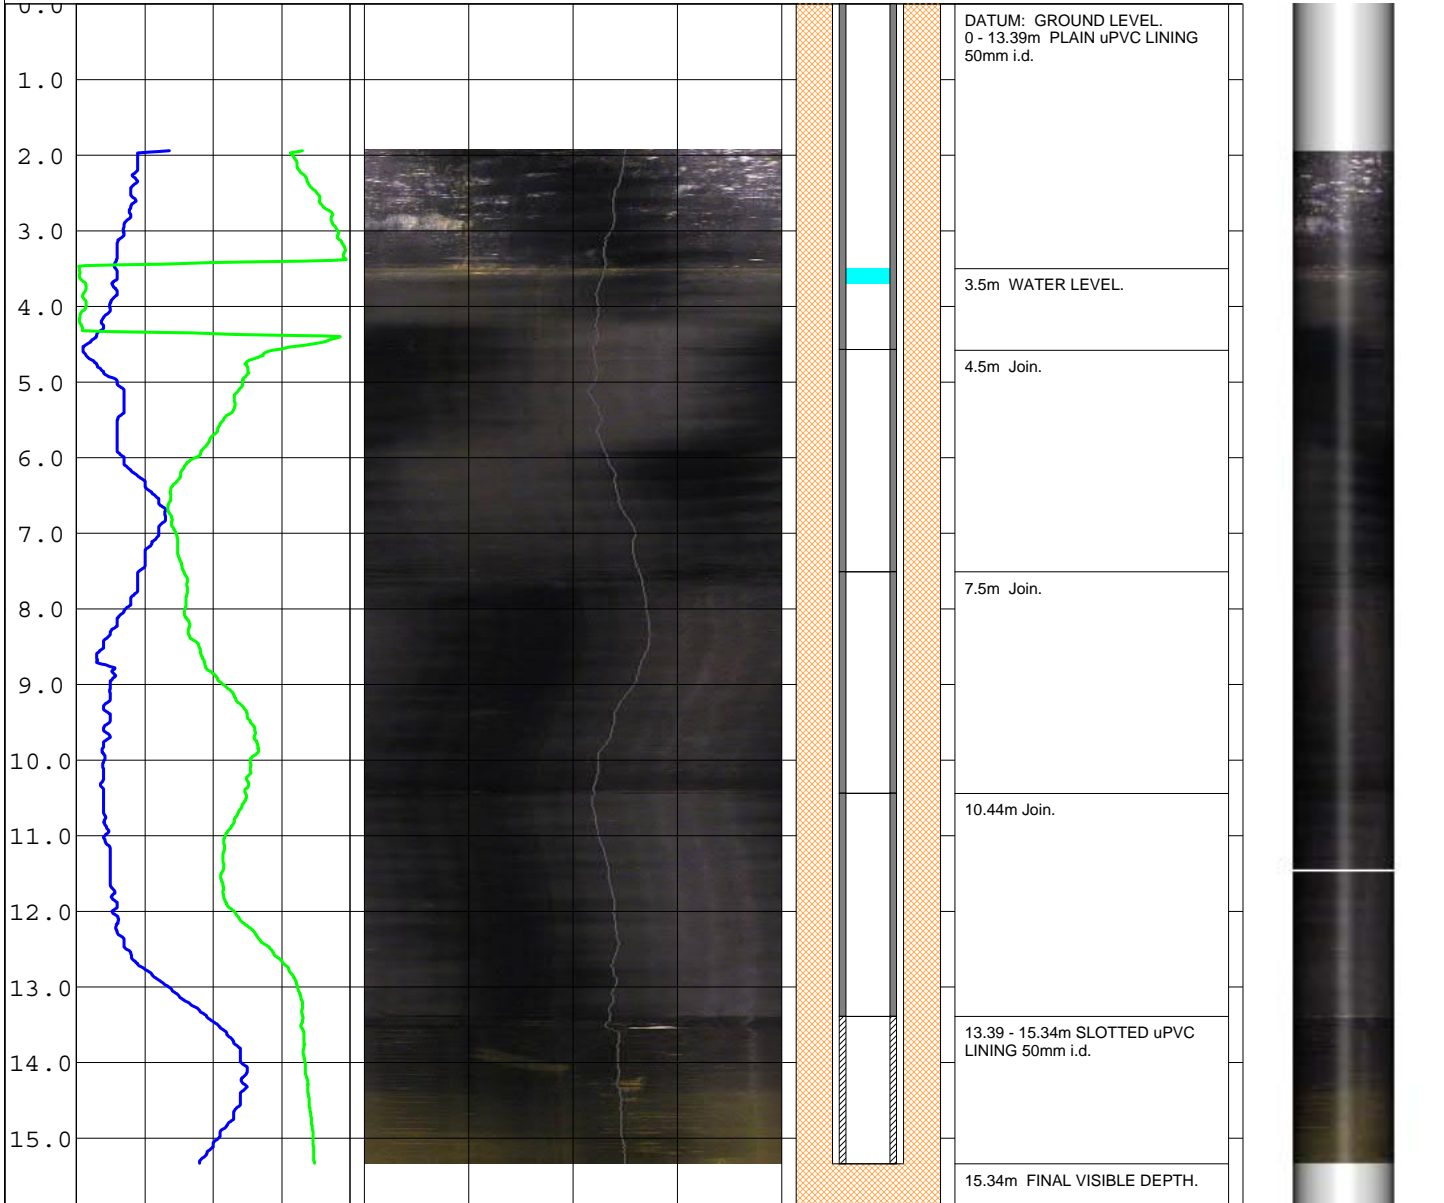 0.0
DATUM: GROUND LEVEL.
0 - 13.39m PLAIN uPVC LINING
50mm i.d.
1.0
2.0
3.0
3.5m WATER LEVEL.
4.0
4.5m Join.
5.0
6.0
7.0
7.5m Join.
8.0
9.0
10.0
10.44m Join.
11.0
12.0
13.0
13.39 - 15.34m SLOTTED uPVC
LINING 50mm i.d.
14.0
15.0
15.34m FINAL VISIBLE DEPTH.